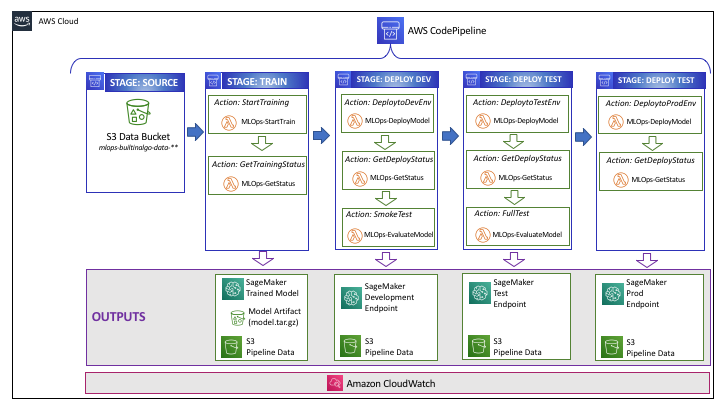 aws
AWS Cloud
AWS CodePipeline
STAGE: SOURCE
S3 Data Bucket
mlops-builtinalgo-data-**
STAGE: TRAIN
Action: StartTraining
MLOps-StartTrain
Action: GetTrainingStatus
MLOps-GetStatus
STAGE: DEPLOY DEV
Action: DeploytoDevEnv
MLOps-DeployModel
Action: GetDeployStatus
MLOps-GetStatus
Action: SmokeTest
MLOps-EvaluateModel
STAGE: DEPLOY TEST
Action: DeploytoTestEnv
MLOps-DeployModel
Action: GetDeployStatus
MLOps-GetStatus
Action: FullTest
MLOps-EvaluateModel
STAGE: DEPLOY TEST
Action: DeploytoProdEnv
MLOps-DeployModel
Action: GetDeployStatus
MLOps-GetStatus
OUTPUTS
SageMaker
Trained Model
Model Artifact
(model.tar.gz)
S3
Pipeline Data
SageMaker
Development
Endpoint
S3
Pipeline Data
SageMaker
Test
Endpoint
S3
Pipeline Data
SageMaker
Prod
Endpoint
S3
Pipeline Data
Amazon CloudWatch